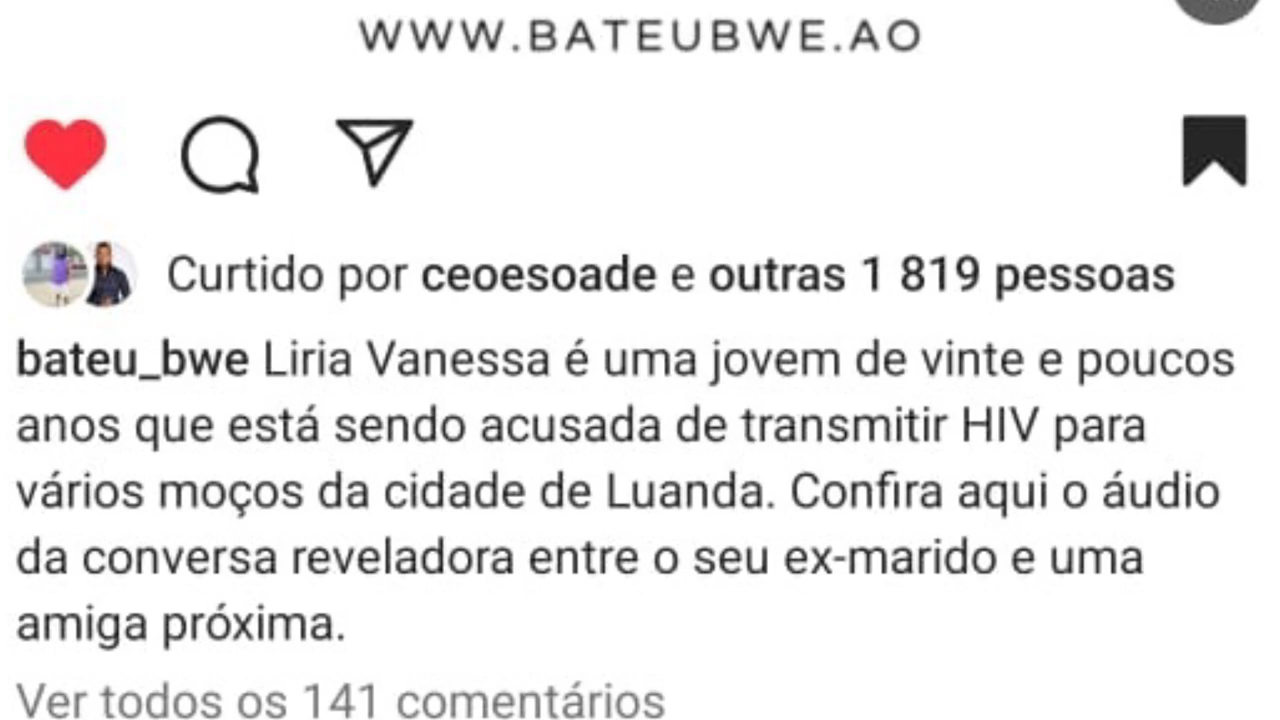 WWW.BATEUBWE.AO
Curtido por ceoesoade e outras 1 819 pessoas
bateu_bwe Liria Vanessa é uma jovem de vinte e poucos
anos que está sendo acusada de transmitir HIV para
vários moços da cidade de Luanda. Confira aqui o áudio
da conversa reveladora entre o seu ex-marido e uma
amiga próxima.
Ver todos os 141 comentários